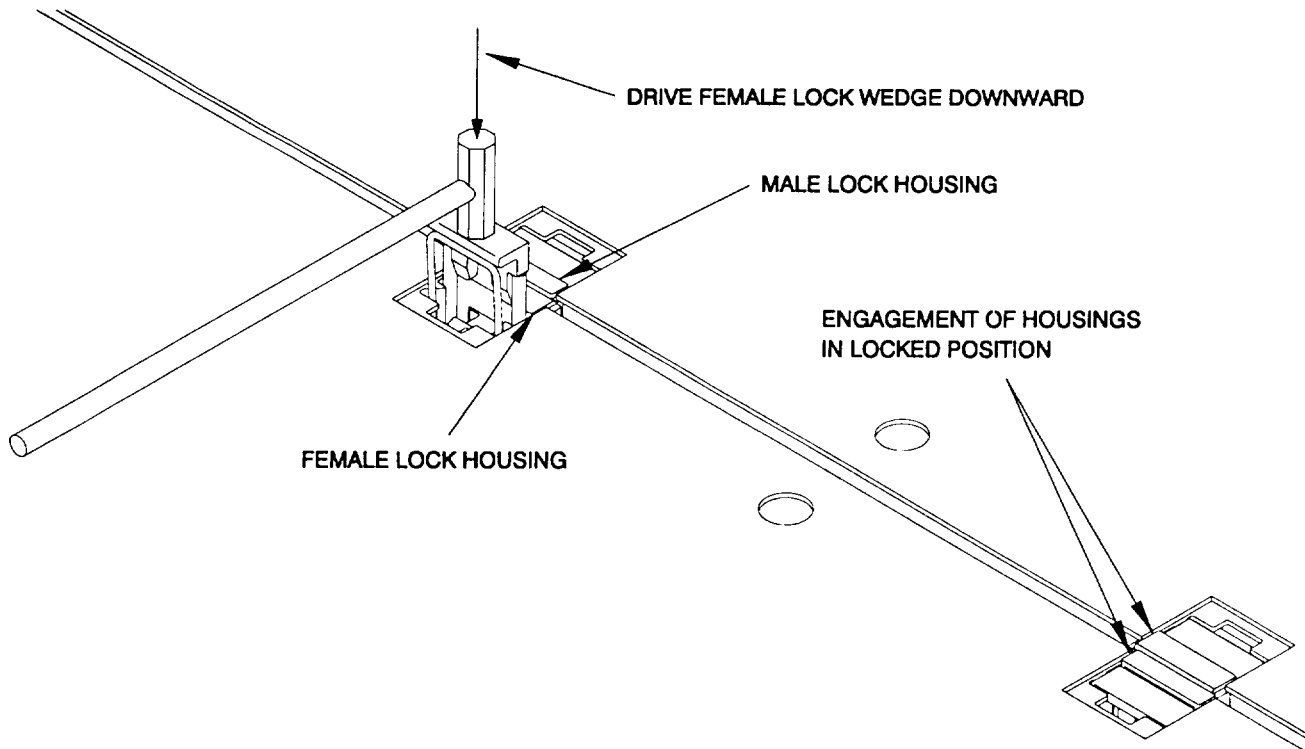 DRIVE FEMALE LOCK WEDGE DOWNWARD
MALE LOCK HOUSING
ENGAGEMENT OF HOUSINGS
IN LOCKED POSITION
FEMALE LOCK HOUSING